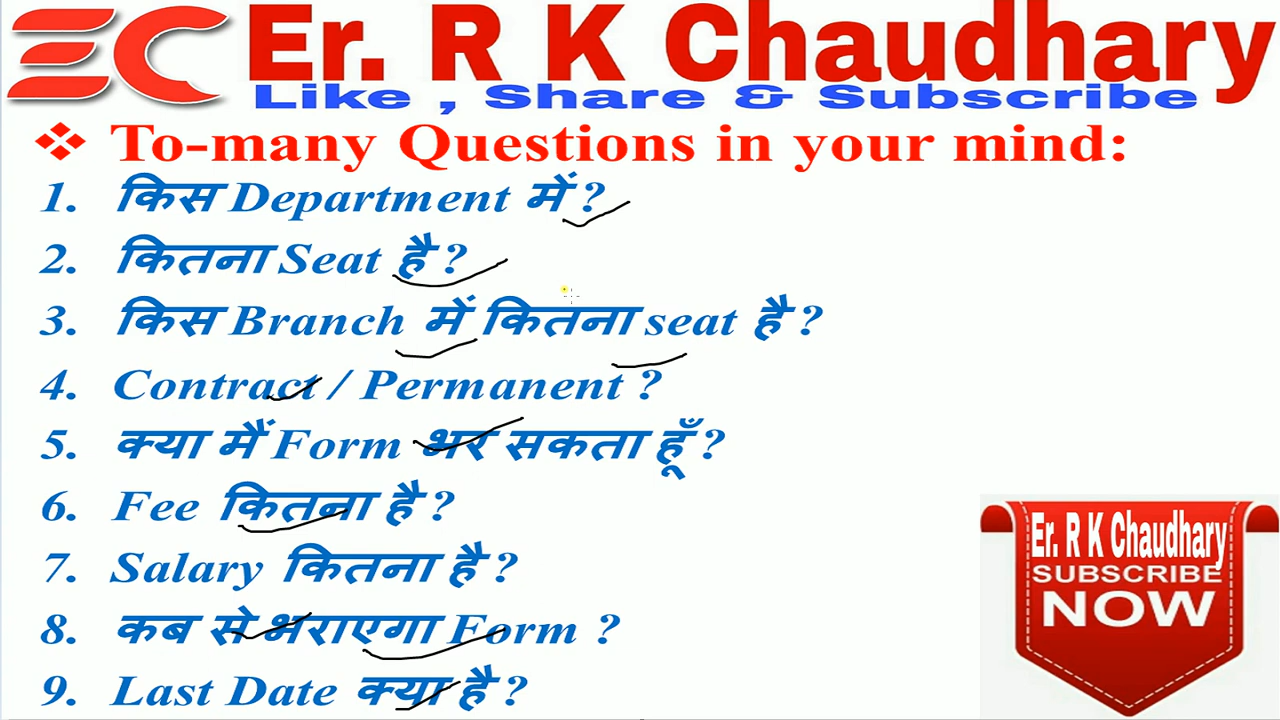 EC Er. R K Chaudhary
Like , Share & Subscribe
❖ To-many Questions in your mind:
1. किस Department में ?
2. कितना Seat है ?
3. किस Branch में कितना seat है ?
4. Contract / Permanent ?
5. क्या मैं Form भर सकता हूँ ?
6. Fee कितना है ?
7. Salary कितना है ?
8. कब से भराएगा Form ?
9. Last Date क्या है ?
Er. R K Chaudhary
SUBSCRIBE
NOW